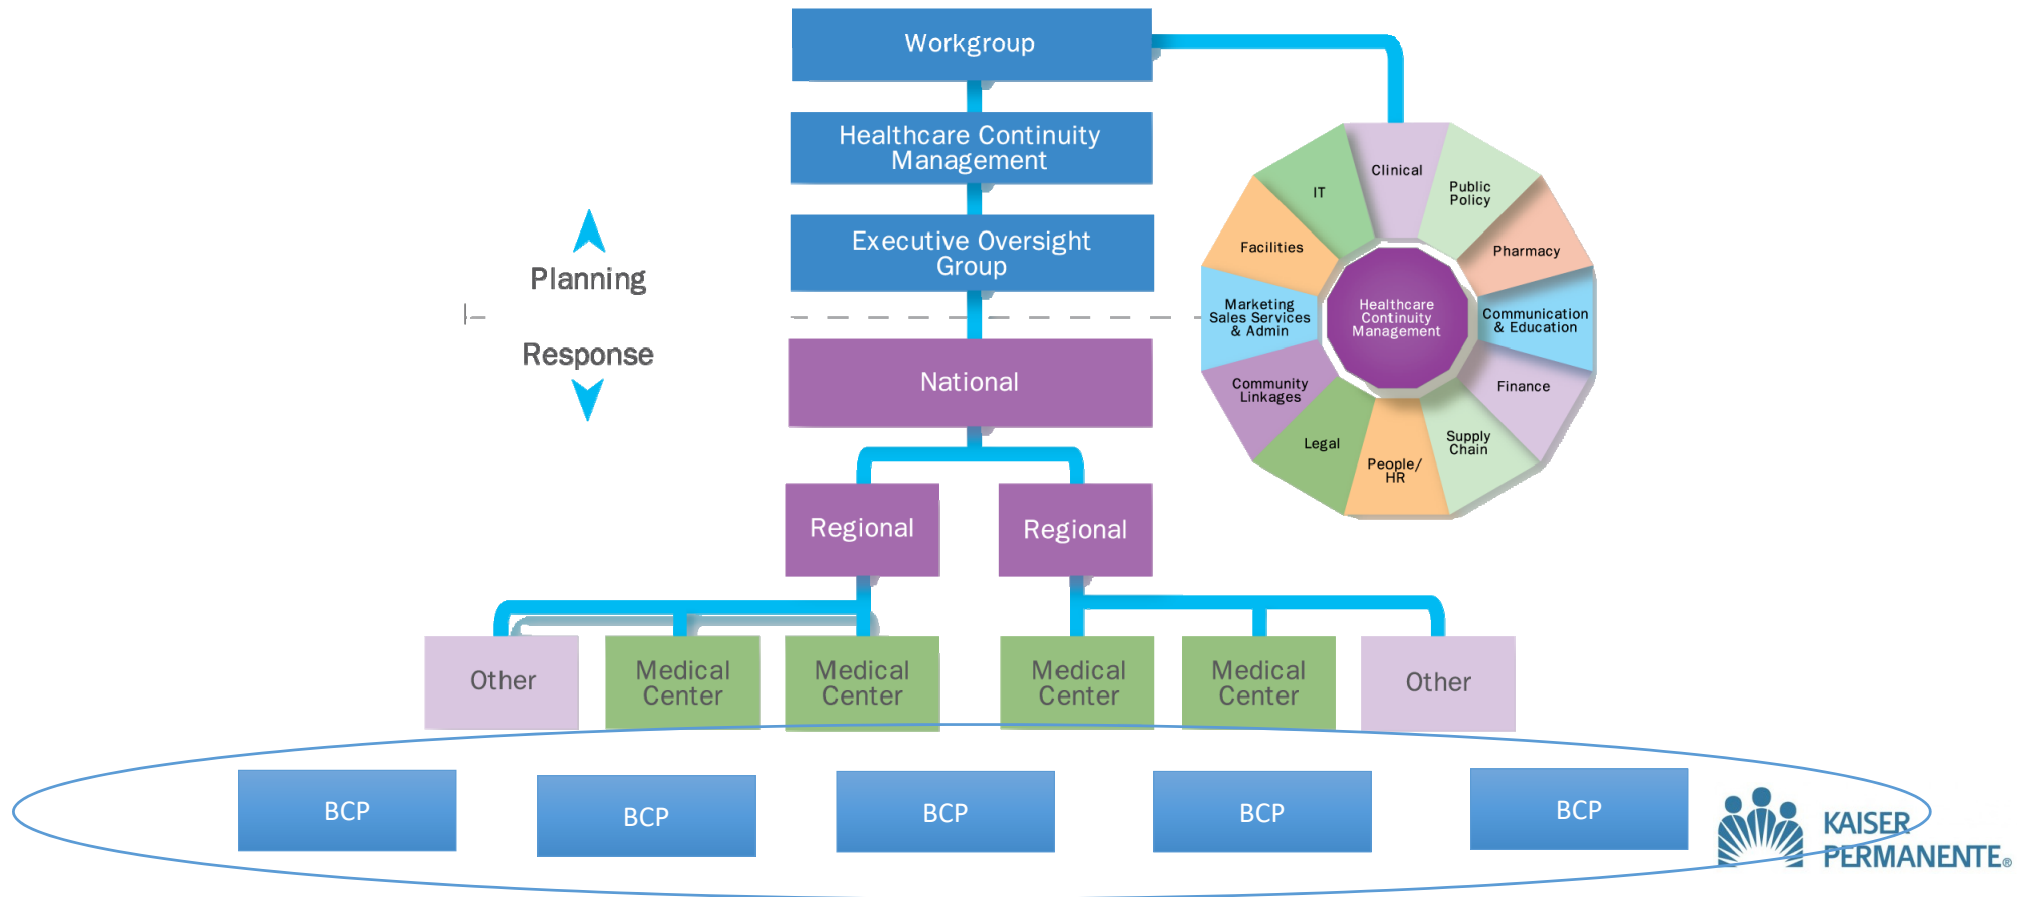 Workgroup
Healthcare Continuity
Management
Executive Oversight
Group
Planning
Response
National
Regional
Regional
Other
Medical
Center
Medical
Center
Medical
Center
Medical
Center
Other
BCP
BCP
BCP
BCP
BCP
Clinical
Public
Policy
Pharmacy
Communication
& Education
Finance
Supply
Chain
People/
HR
Legal
Community
Linkages
Marketing
Sales Services
& Admin
Facilities
IT
Healthcare
Continuity
Management
KAISER
PERMANENTE®